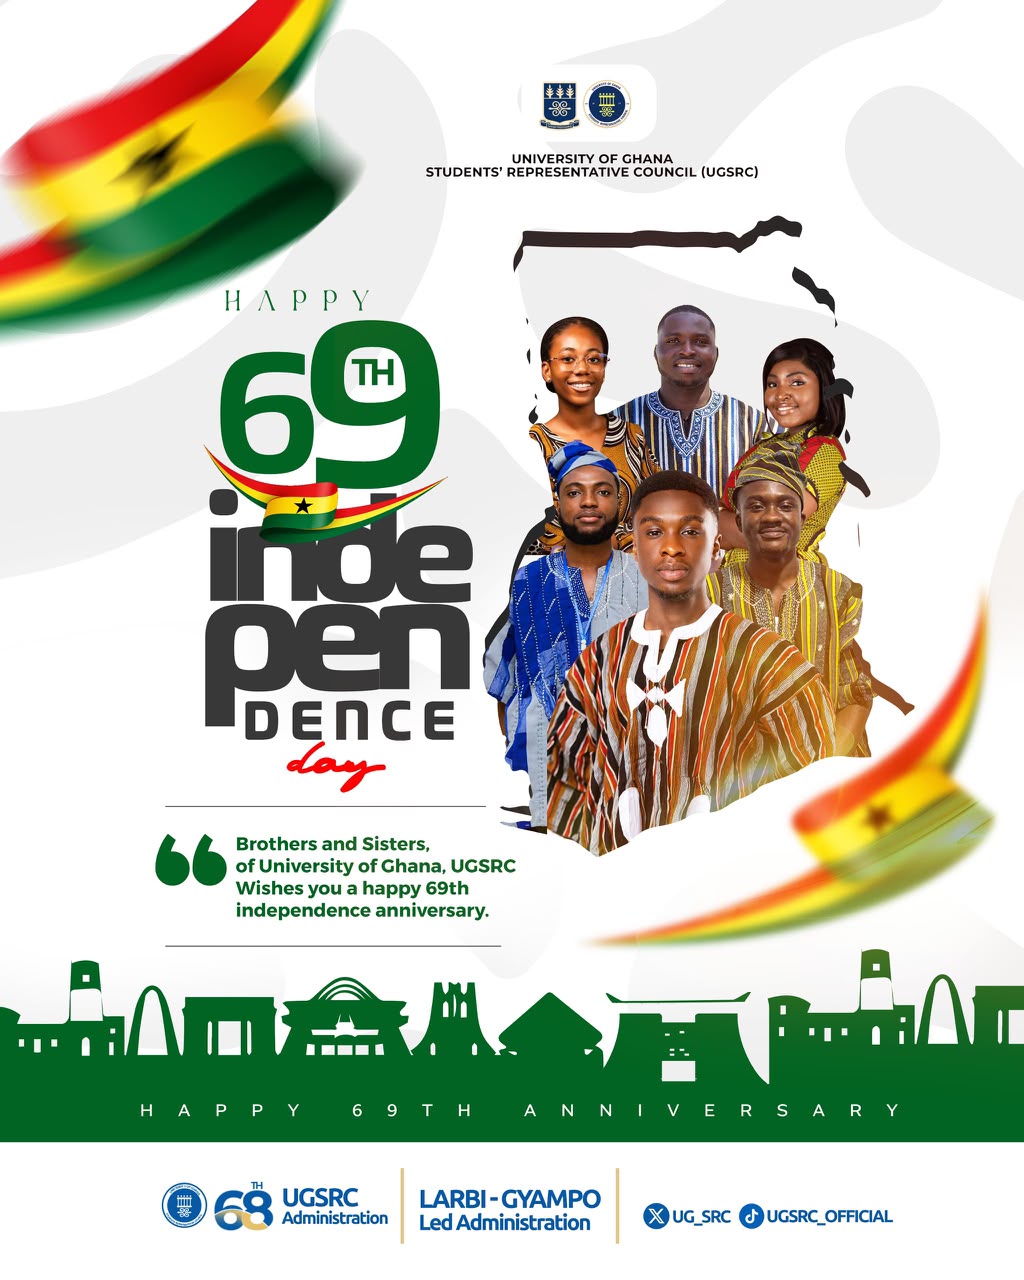 UNIVERSITY OF GHANA
STUDENTS' REPRESENTATIVE COUNCIL (UGSRC)
HAPPY
69TH
inde
pen
DENCE
day
Brothers and Sisters,
of University of Ghana, UGSRC
Wishes you a happy 69th
independence anniversary.
HAPPY 69TH ANNIVERSARY
68TH UGSRC
Administration
LARBI-GYAMPO
Led Administration
UG_SRC UGSRC_OFFICIAL